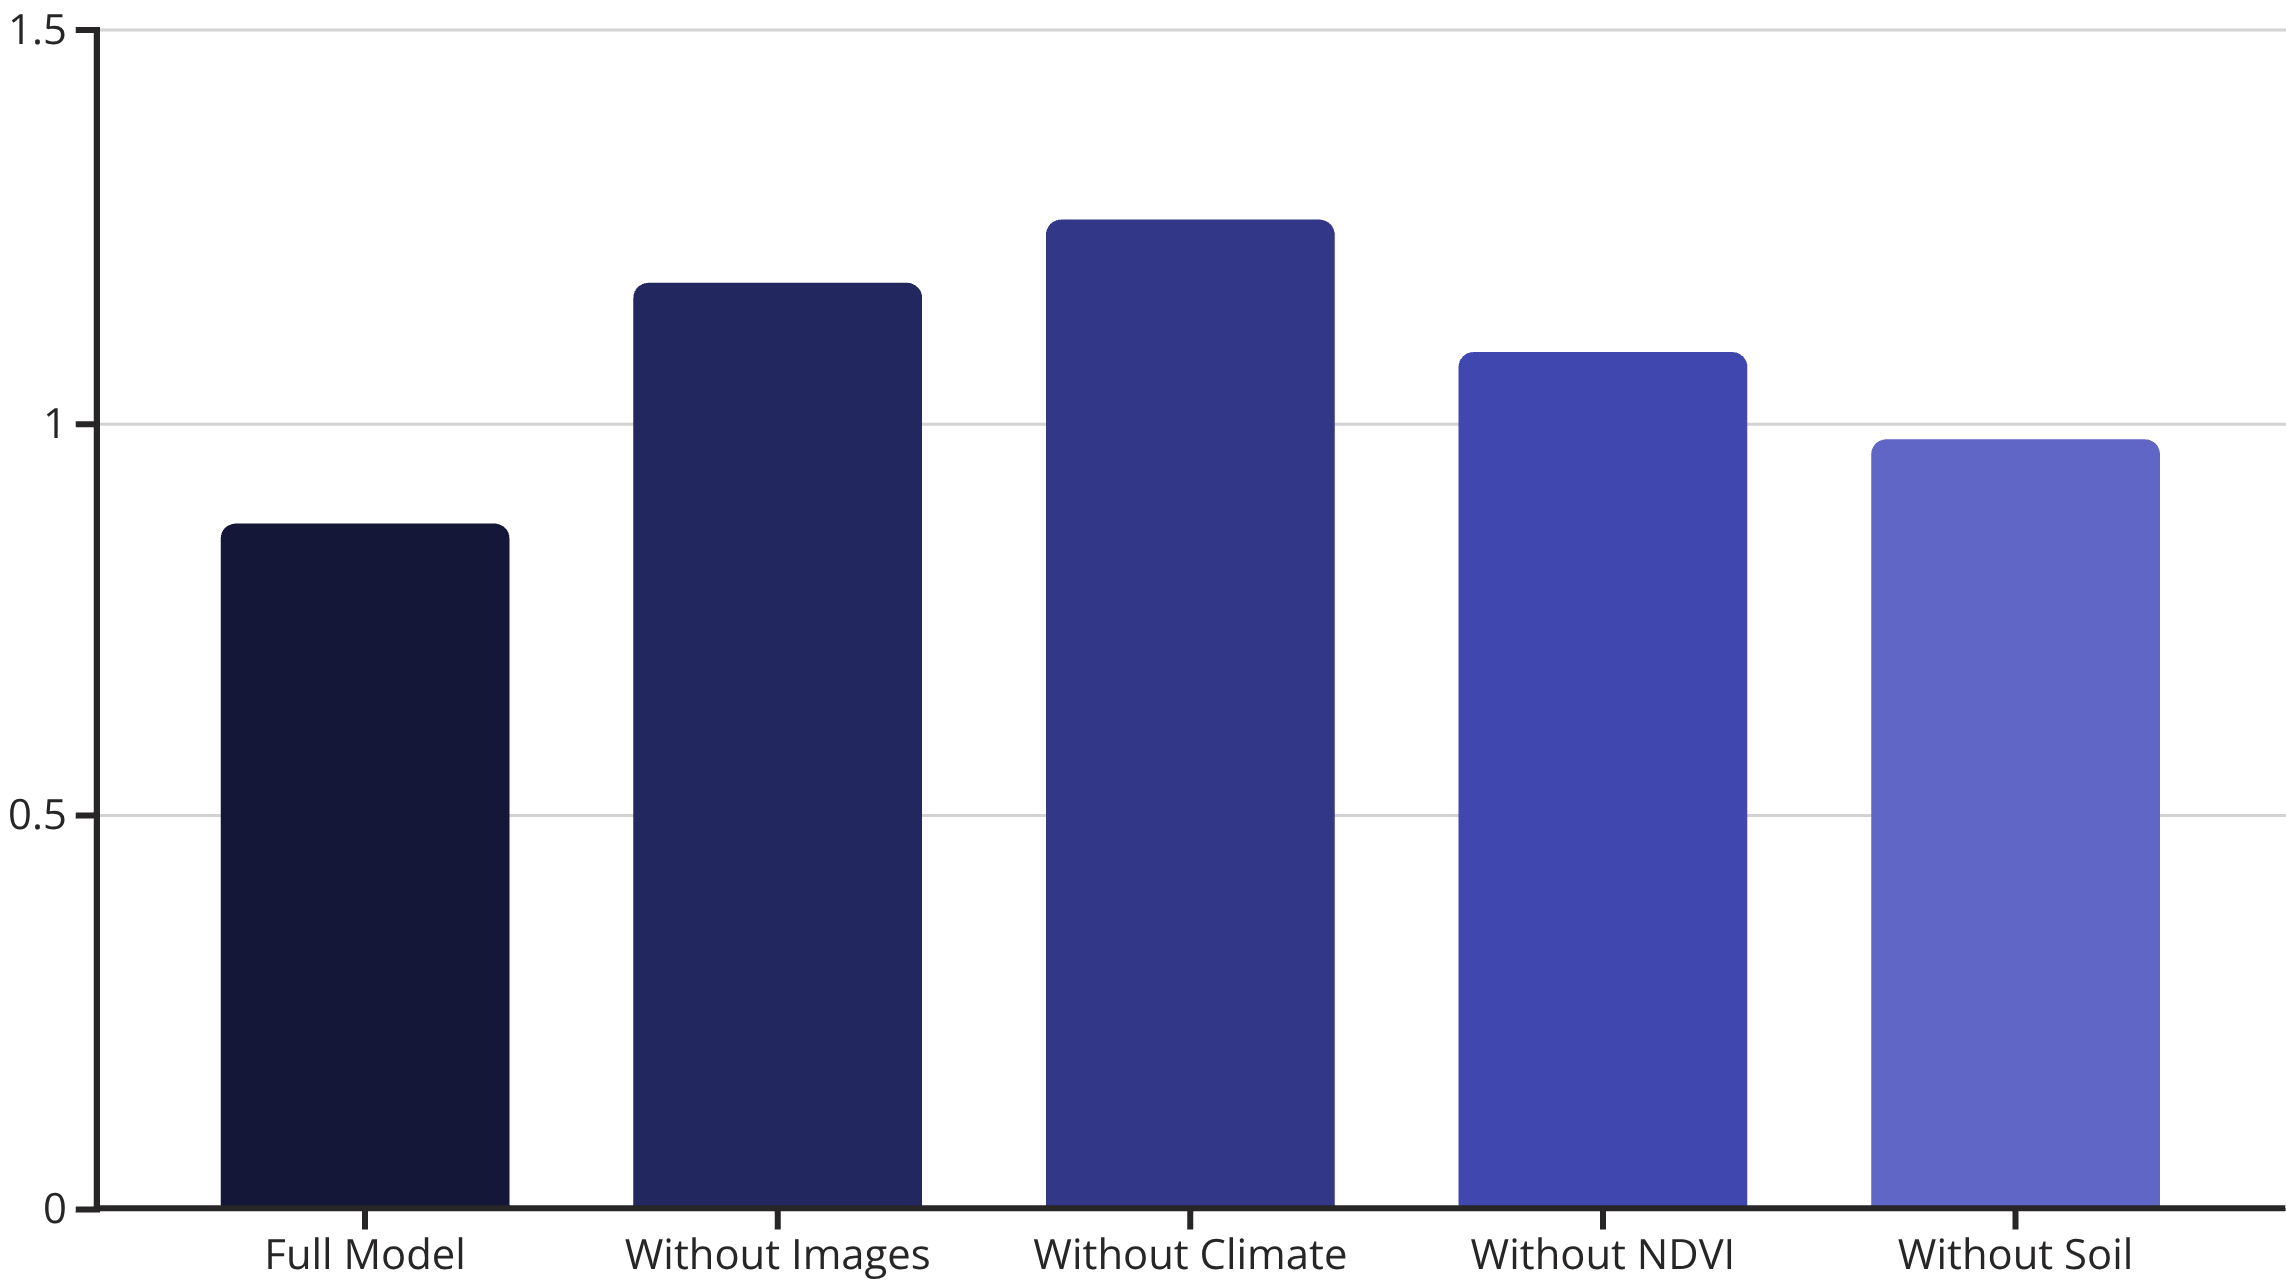 1.5
1
0.5
0
Full Model
Without Images
Without Climate
Without NDVI
Without Soil